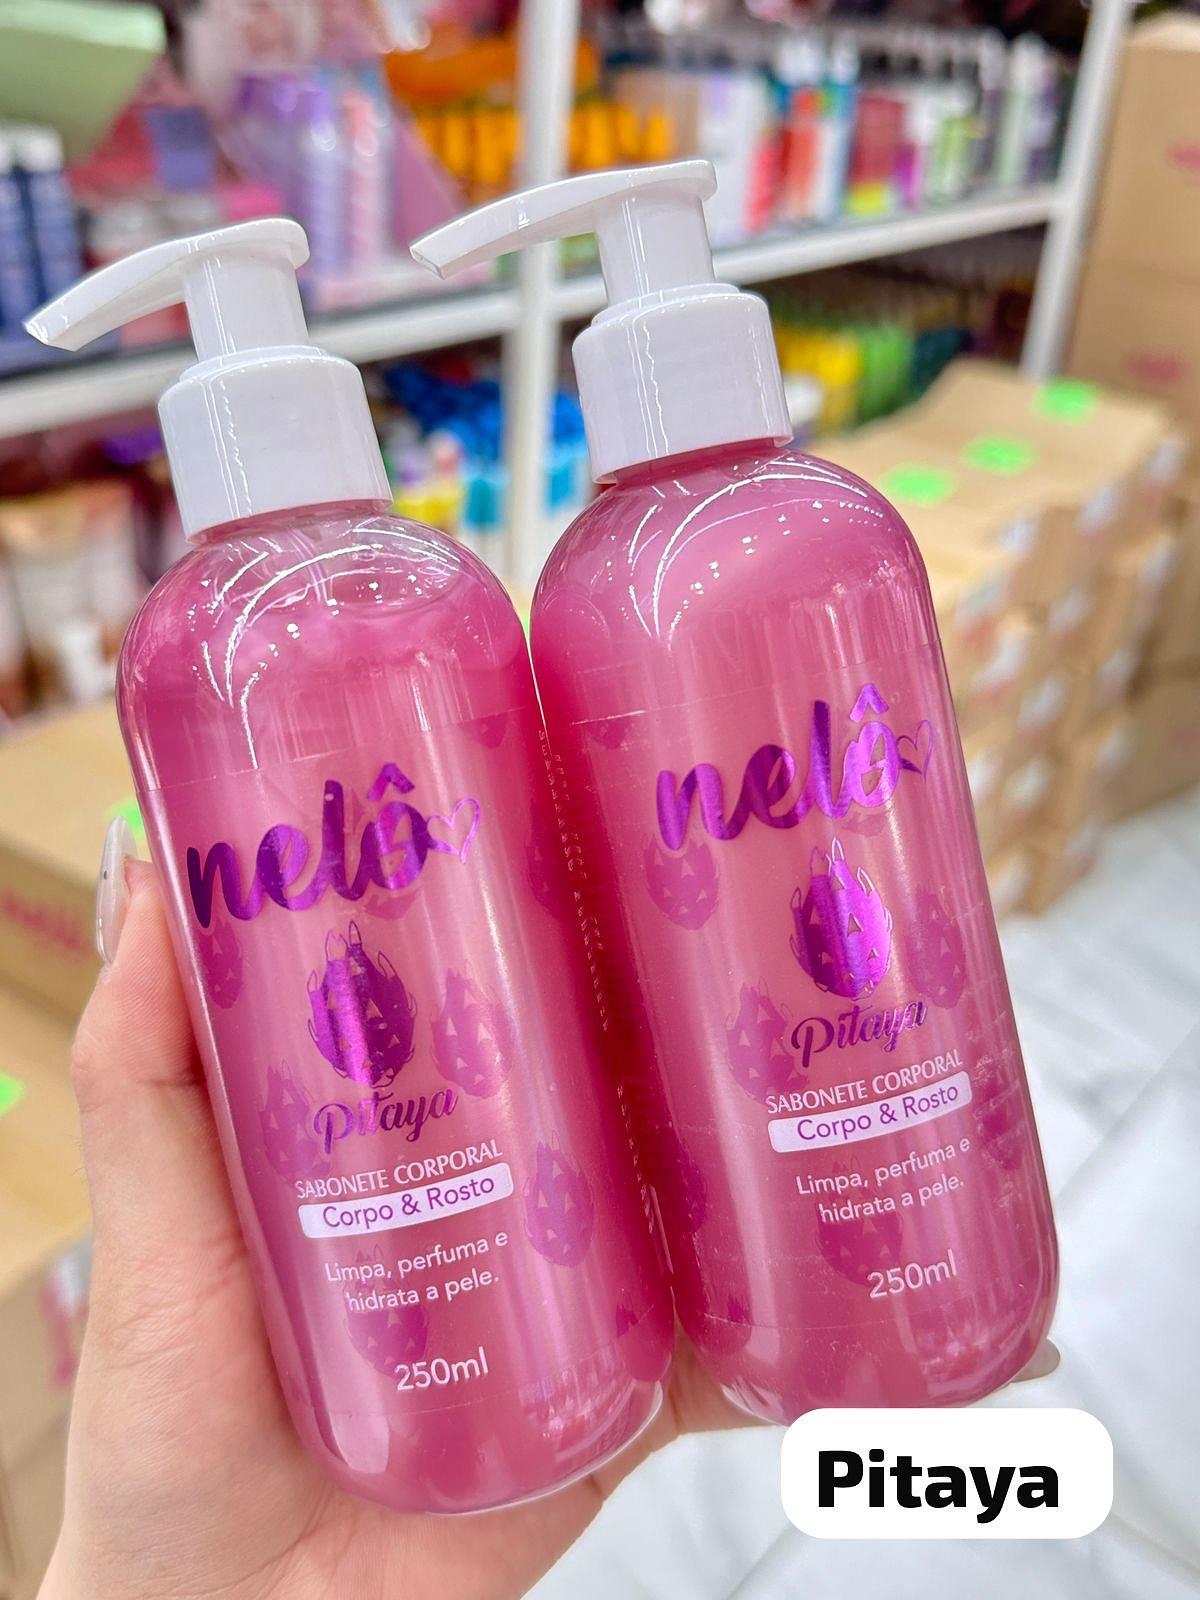 nelô
Pitaya
SABONETE CORPORAL
Corpo & Rosto
Limpa, perfuma e
hidrata a pele.
250ml
nelô
Pitaya
SABONETE CORPORAL
Corpo & Rosto
Limpa, perfuma e
hidrata a pele.
250ml
Pitaya